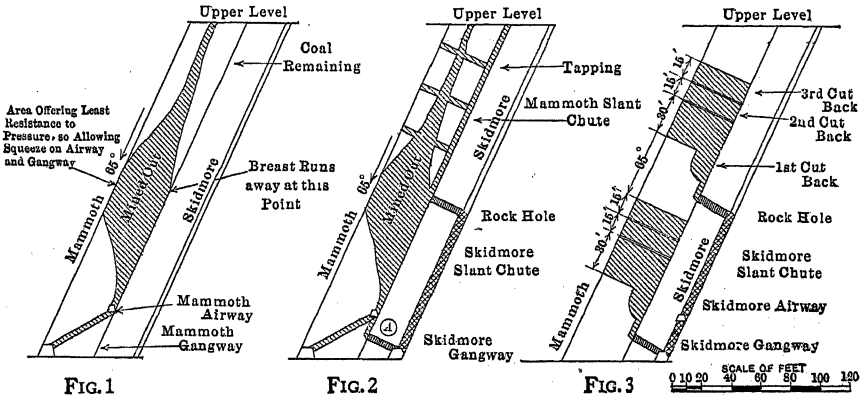 Upper Level
Coal
Remaining
Area Offering Least
Resistance to
Pressure, so Allowing
Squeeze on Airway
and Gangway
65°
Mined Out
Mammoth
Skidmore
Breast Runs
away at this
Point
Mammoth
Airway
Mammoth
Gangway
FIG.1
Upper Level
Tapping
Mammoth Slant
Chute
Skidmore
65°
Mined Out
Mammoth
Rock Hole
Skidmore
Slant Chute
A
Skidmore
Gangway
FIG.2
Upper Level
15'
15'
30'
3rd Cut
Back
2nd Cut
Back
65°
1st Cut
Back
15'
15'
30'
Rock Hole
Skidmore
Slant Chute
Skidmore
Mammoth
Skidmore Airway
Skidmore Gangway
FIG.3
SCALE OF FEET
0 10 20 40 60 80 100 120